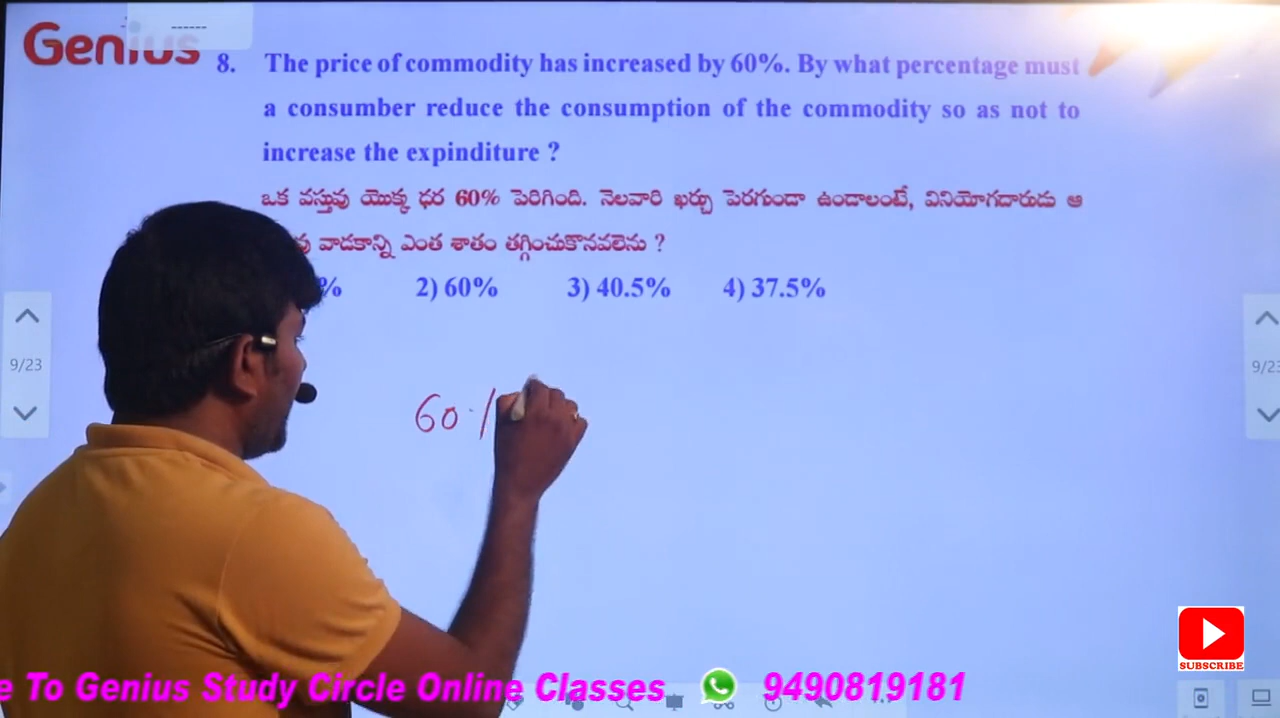 Genius
8. The price of commodity has increased by 60%. By what percentage must
a consumber reduce the consumption of the commodity so as not to
increase the expinditure ?
ఒక వస్తువు యొక్క ధర 60% పెరిగింది. నెలవారి ఖర్చు పెరగుండా ఉండాలంటే, వినియోగదారుడు ఆ
వాడకాన్ని ఎంత శాతం తగ్గించుకొనవలెను ?
% 2) 60% 3) 40.5% 4) 37.5%
9/23
9/23
60%
SUBSCRIBE
To Genius Study Circle Online Classes 9490819181